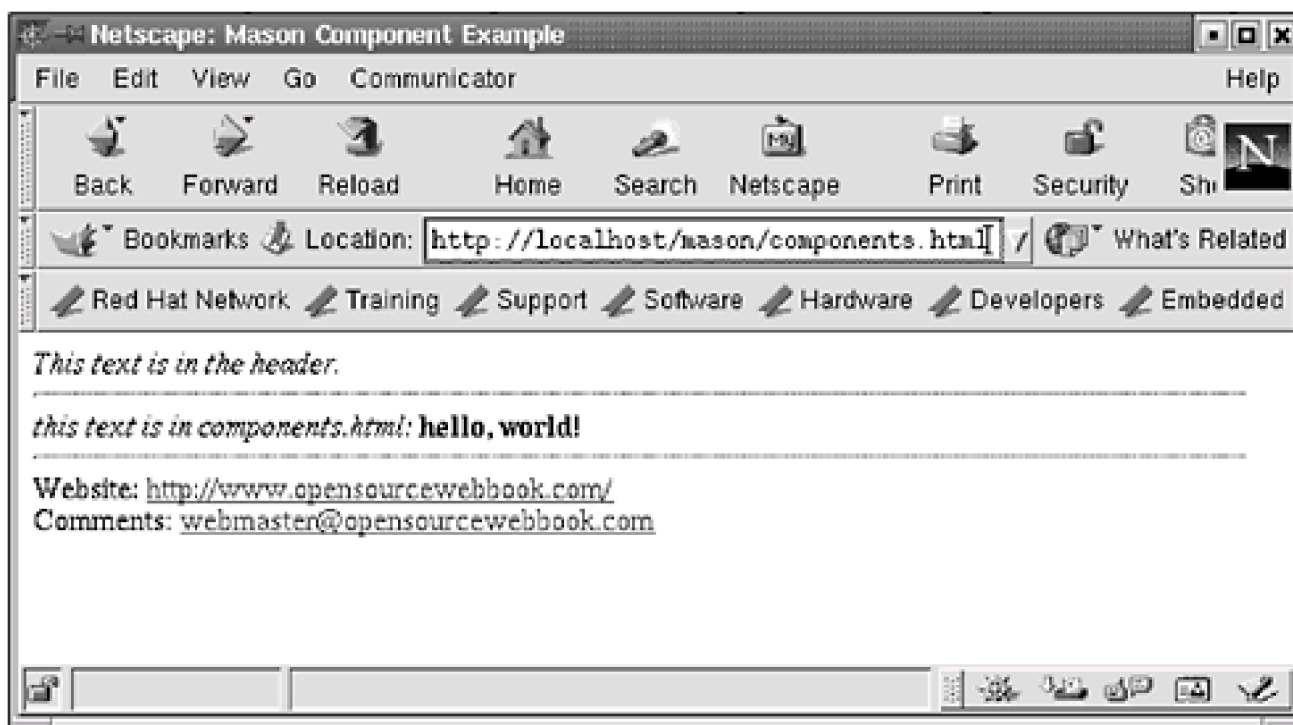 Netscape: Mason Component Example
File Edit View Go Communicator Help
Back Forward Reload Home Search Netscape Print Security
My
N
Bookmarks Location: http://localhost/mason/components.html What's Related
Red Hat Network Training Support Software Hardware Developers Embedded
This text is in the header.
this text is in components.html: hello, world!
Website: http://www.opensourcewebbook.com/
Comments: webmaster@opensourcewebbook.com